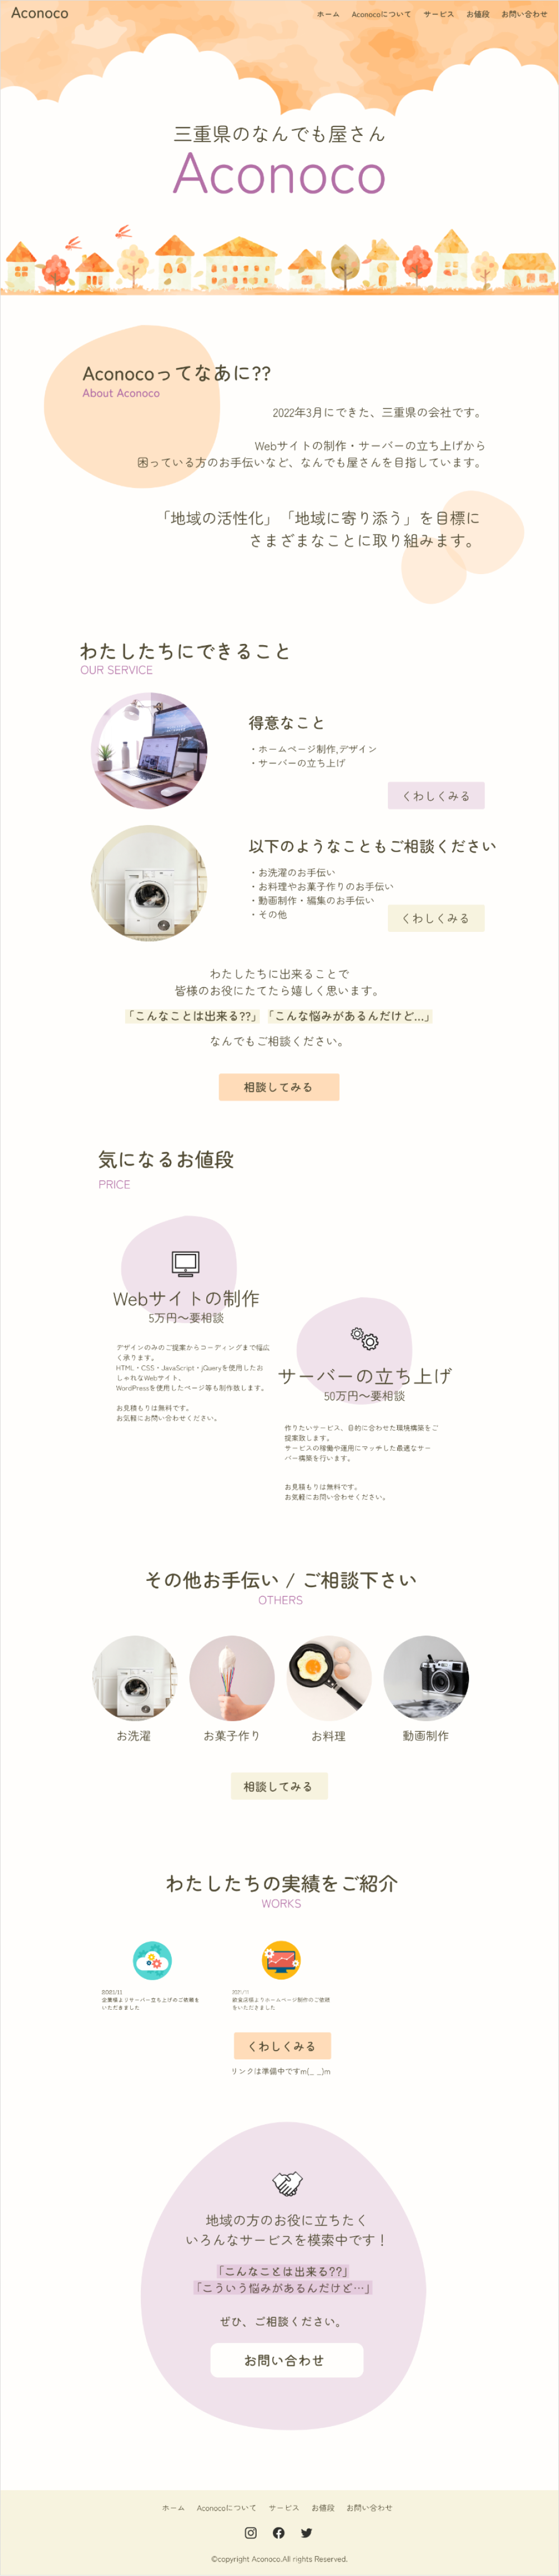 Aconoco
ホーム Aconocoについて サービス お値段 お問い合わせ
三重県のなんでも屋さん
Aconoco
Aconocoってなあに??
About Aconoco
2022年3月にできた、三重県の会社です。
Webサイトの制作・サーバーの立ち上げから
困っている方のお手伝いなど、なんでも屋さんを目指しています。
「地域の活性化」「地域に寄り添う」を目標に
さまざまなことに取り組みます。
わたしたちにできること
OUR SERVICE
得意なこと
・ホームページ制作,デザイン
・サーバーの立ち上げ
くわしくみる
以下のようなこともご相談ください
・お洗濯のお手伝い
・お料理やお菓子作りのお手伝い
・動画制作・編集のお手伝い
・その他
くわしくみる
わたしたちに出来ることで
皆様のお役にたてたら嬉しく思います。
「こんなことは出来る??」「こんな悩みがあるんだけど...」
なんでもご相談ください。
相談してみる
気になるお値段
PRICE
Webサイトの制作
5万円〜要相談
デザインのみのご提案からコーディングまで幅広
く承ります。
HTML・CSS・JavaScript・jQueryを使用したお
しゃれなWebサイト、
WordPressを使用したページ等も制作致します。
お見積もりは無料です。
お気軽にお問い合わせください。
サーバーの立ち上げ
50万円〜要相談
作りたいサービス、目的に合わせた環境構築をご
提案致します。
サービスの稼働や運用にマッチした最適なサー
バー構築を行います。
お見積もりは無料です。
お気軽にお問い合わせください。
その他お手伝い / ご相談下さい
OTHERS
お洗濯 お菓子作り お料理 動画制作
相談してみる
わたしたちの実績をご紹介
WORKS
2021/11
企業様よりサーバー立ち上げのご依頼を
いただきました
飲食店様よりホームページ制作のご依頼
をいただきました
くわしくみる
リンクは準備中ですm(_ _)m
地域の方のお役に立ちたく
いろんなサービスを模索中です！
「こんなことは出来る??」
「こういう悩みがあるんだけど…」
ぜひ、ご相談ください。
お問い合わせ
ホーム Aconocoについて サービス お値段 お問い合わせ
©copyright Aconoco.All rights Reserved.